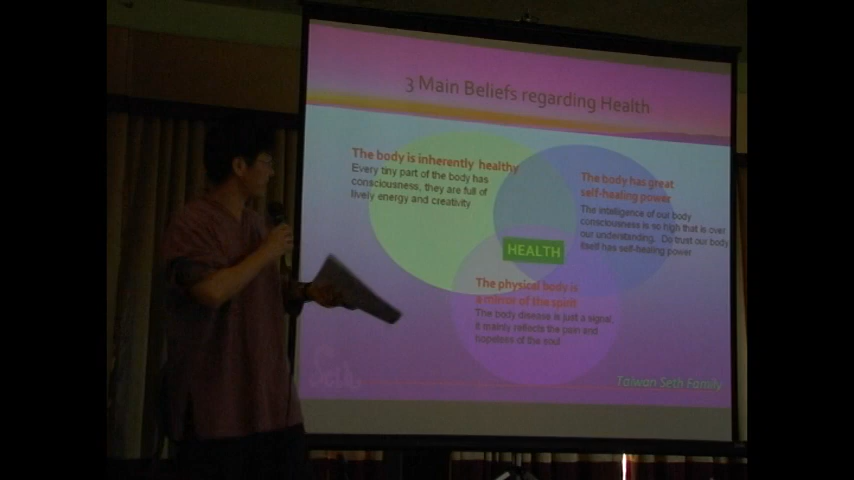 3 Main Beliefs regarding Health
The body is inherently healthy
Every tiny part of the body has
consciousness, they are full of
lively energy and creativity
The body has great
self-healing power
The intelligence of our body
consciousness is so high that is over
our understanding. Do trust our body
itself has self-healing power
HEALTH
The physical body is
a mirror of the spirit
The body disease is just a signal,
it mainly reflects the pain and
hopeless of the soul
Seth
Taiwan Seth Family